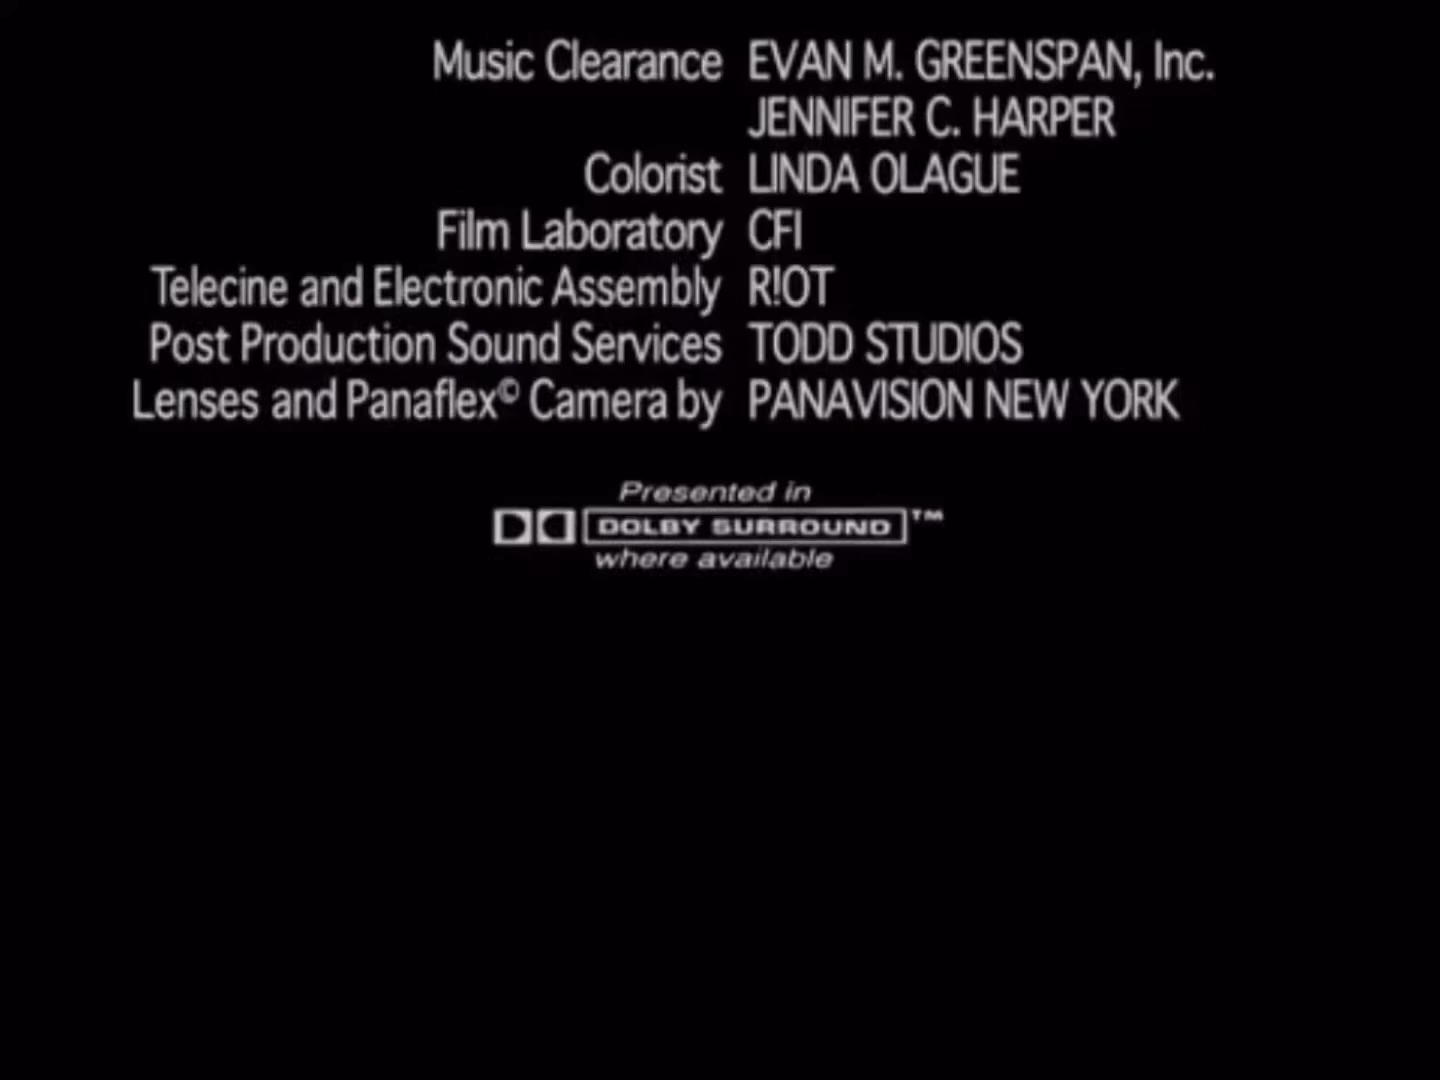 Music Clearance EVAN M. GREENSPAN, Inc.
JENNIFER C. HARPER
Colorist LINDA OLAGUE
Film Laboratory CFI
Telecine and Electronic Assembly R!OT
Post Production Sound Services TODD STUDIOS
Lenses and Panaflex© Camera by PANAVISION NEW YORK
Presented in
DOLBY SURROUND™
where available